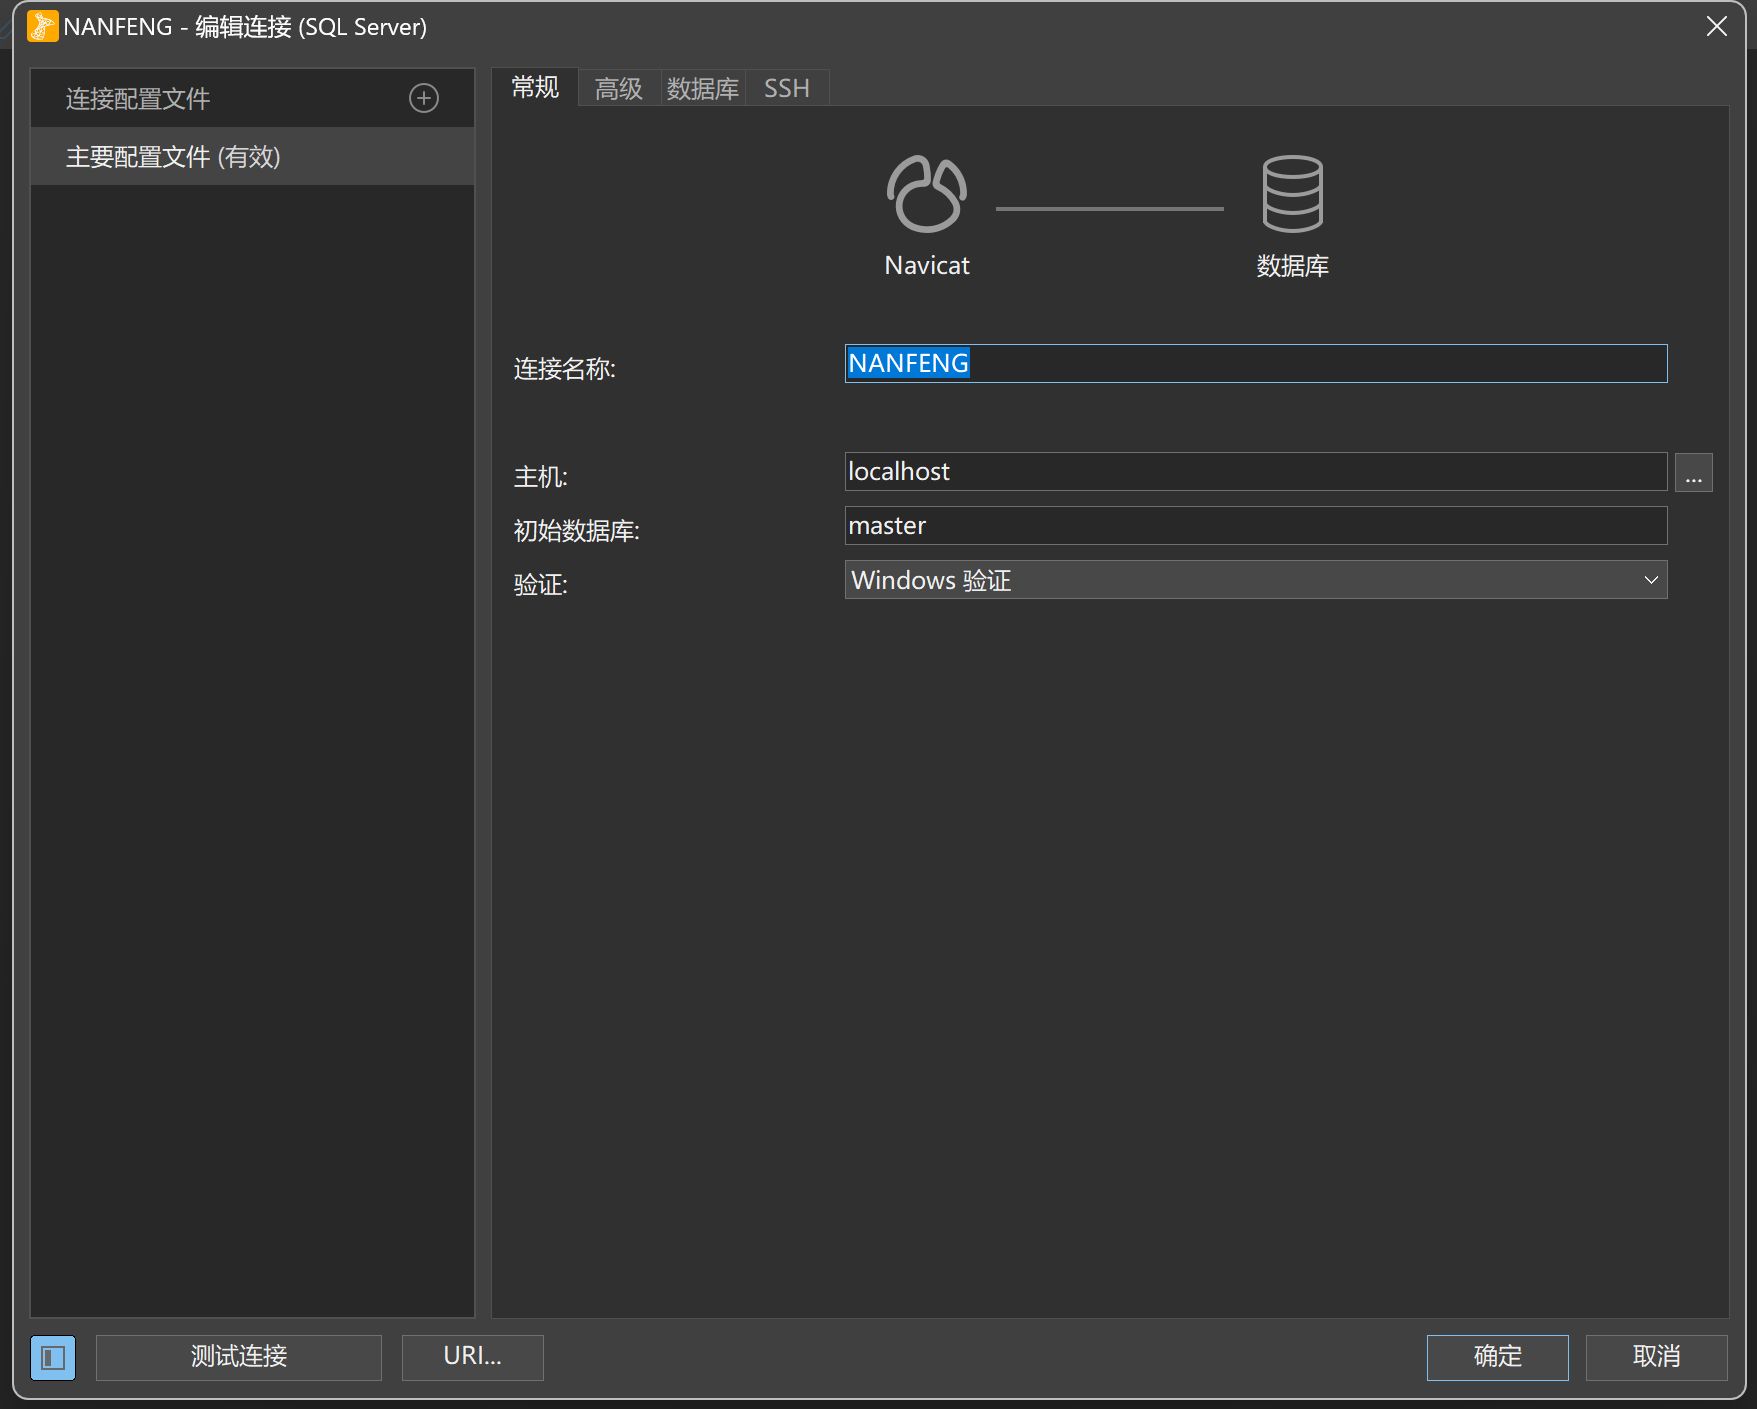 NANFENG - 编辑连接 (SQL Server)
连接配置文件
主要配置文件 (有效)
常规
高级
数据库
SSH
Navicat
数据库
连接名称:
NANFENG
主机:
localhost
...
初始数据库:
master
验证:
Windows 验证
测试连接
URI...
确定
取消